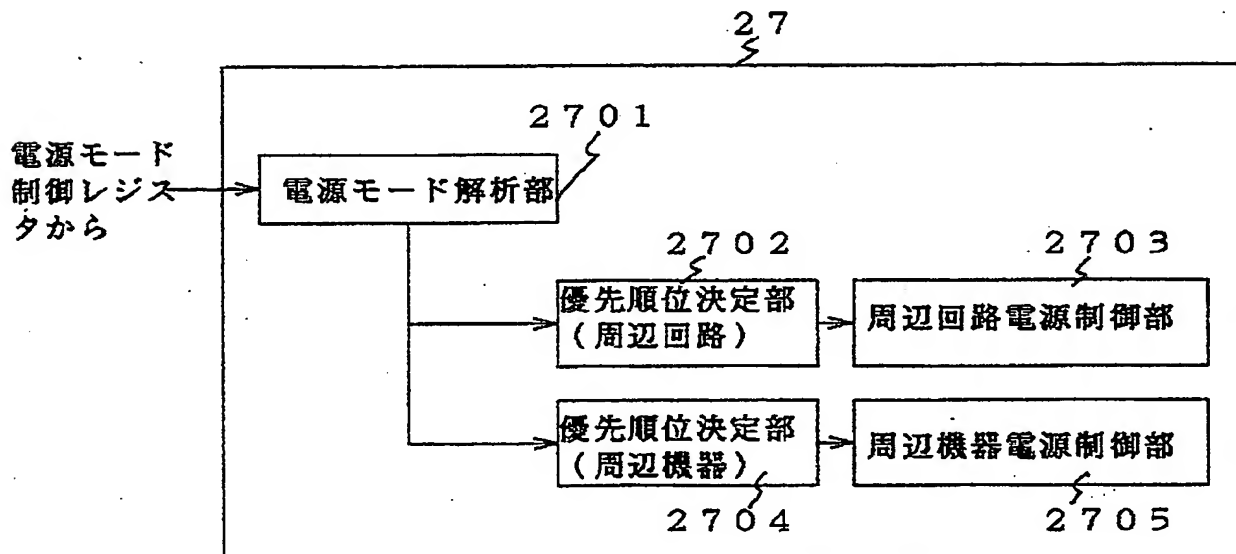 27
2701
電源モード
制御レジス
タから
電源モード解析部
2702
2703
優先順位決定部
(周辺回路)
周辺回路電源制御部
優先順位決定部
(周辺機器)
周辺機器電源制御部
2704
2705